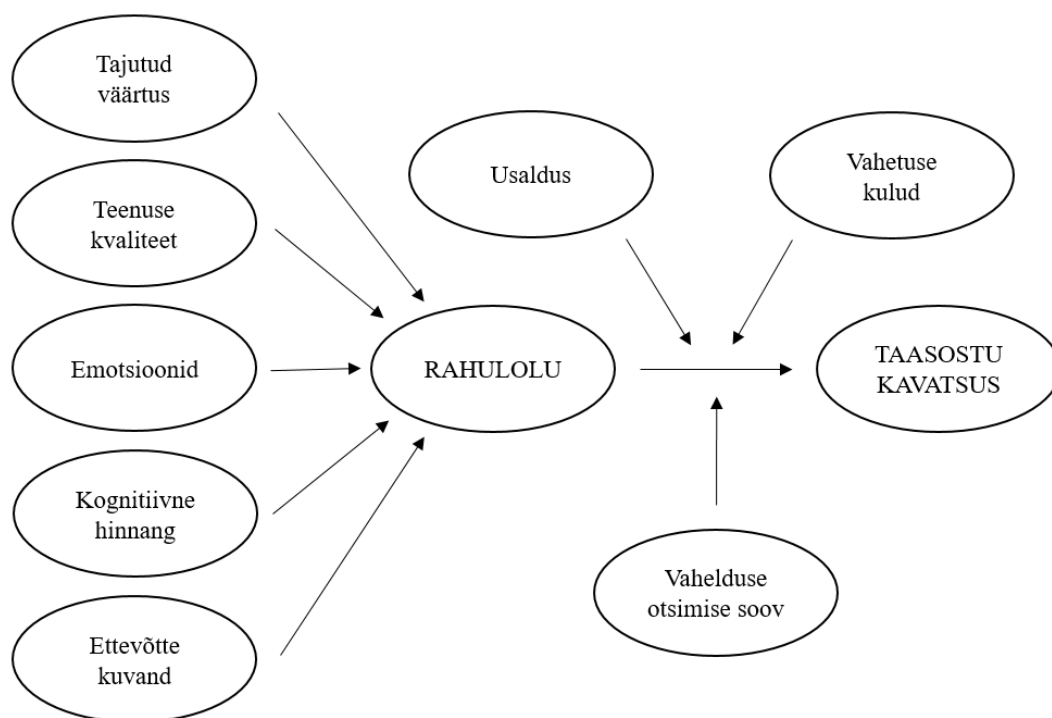 Tajutud
väärtus
Teenuse
kvaliteet
Emotsioonid
Kognitiivne
hinnang
Ettevõtte
kuvand
RAHULOLU
Usaldus
Vahetuse
kulud
Vahelduse
otsimise soov
TAASOSTU
KAVATSUS